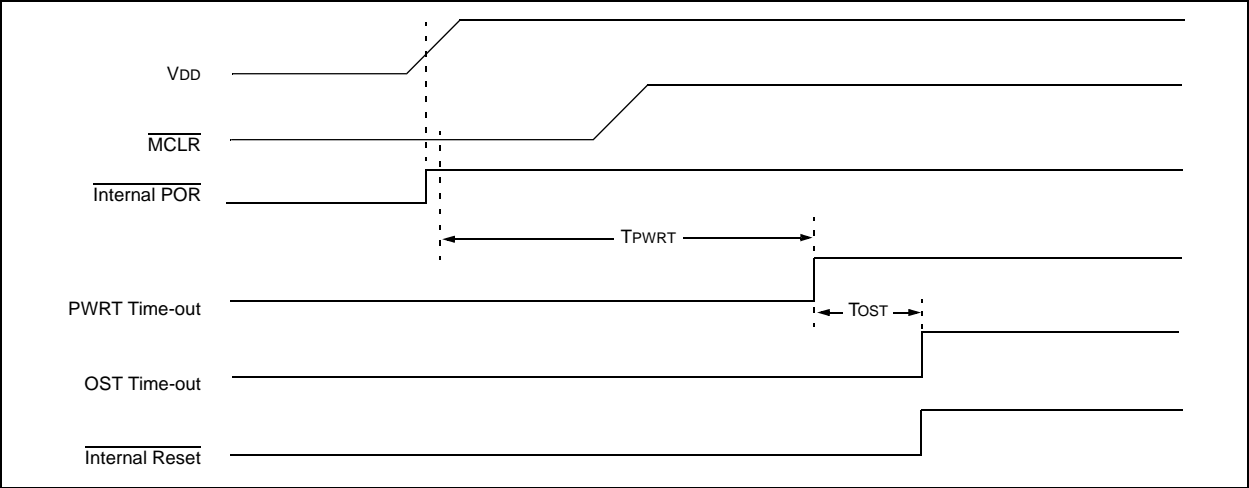 VDD
MCLR
Internal POR
TPWRT
PWRT Time-out
TOST
OST Time-out
Internal Reset